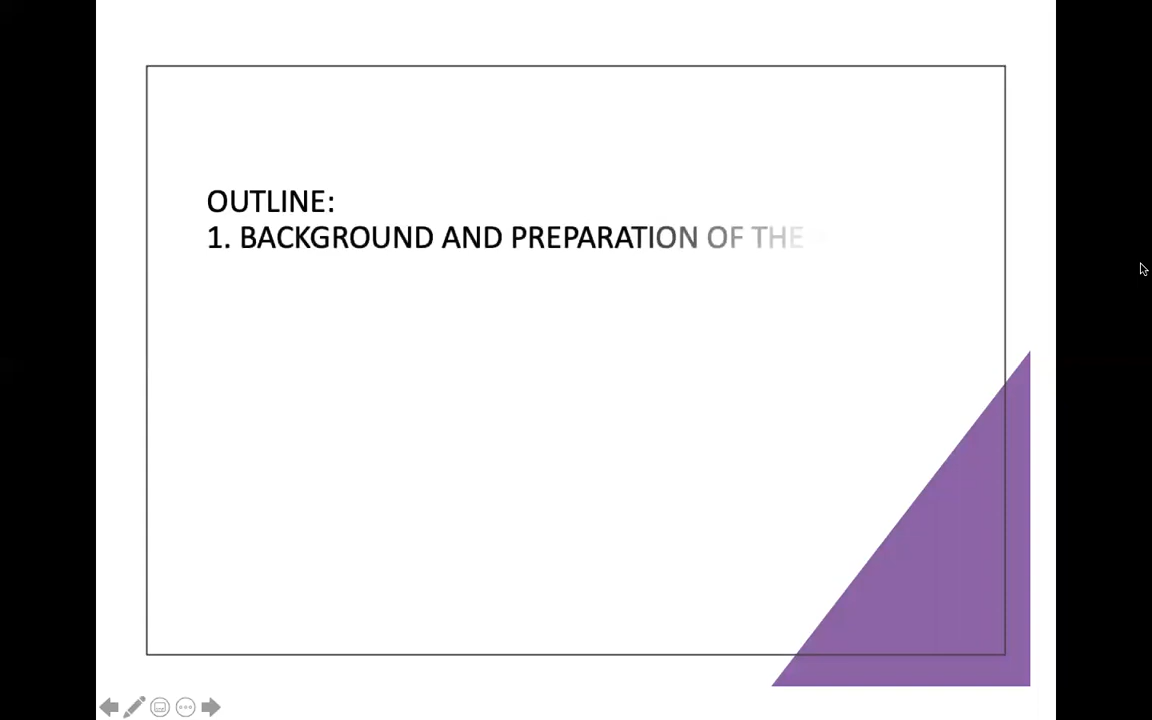 OUTLINE:
1. BACKGROUND AND PREPARATION OF THE